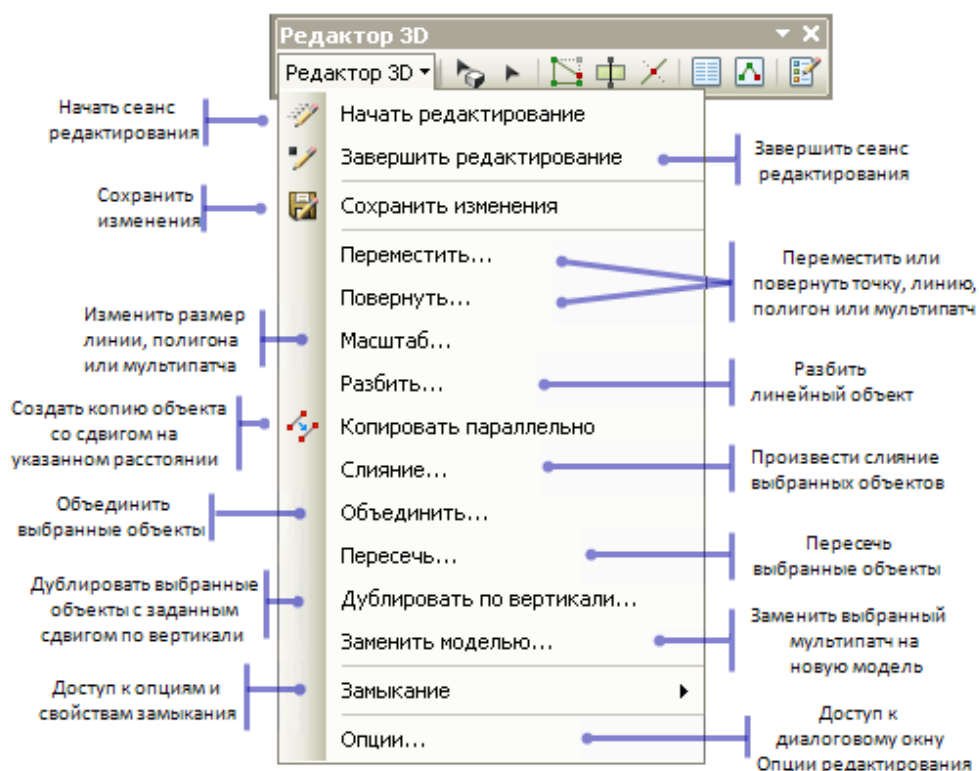 Редактор 3D
Редактор 3D
Начать редактирование
Завершить редактирование
Сохранить изменения
Переместить...
Повернуть...
Масштаб...
Разбить...
Копировать параллельно
Слияние...
Объединить...
Пересечь...
Дублировать по вертикали...
Заменить моделью...
Замыкание
Опции...
Начать сеанс
редактирования
Сохранить
изменения
Изменить размер
линии, полигона
или мультипатча
Создать копию объекта
со сдвигом на
указанном расстоянии
Объединить
выбранные объекты
Дублировать выбранные
объекты с заданным
сдвигом по вертикали
Доступ к опциям и
свойствам замыкания
Завершить сеанс
редактирования
Переместить или
повернуть точку, линию,
полигон или мультипатч
Разбить
линейный объект
Произвести слияние
выбранных объектов
Пересечь
выбранные объекты
Заменить выбранный
мультипатч на
новую модель
Доступ к
диалоговому окну
Опции редактирования